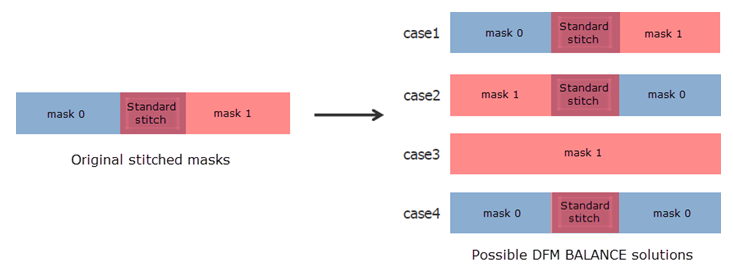 case1
mask 0
Standard
stitch
mask 1
case2
mask 1
Standard
stitch
mask 0
mask 0
Standard
stitch
mask 1
Original stitched masks
case3
mask 1
case4
mask 0
Standard
stitch
mask 0
Possible DFM BALANCE solutions